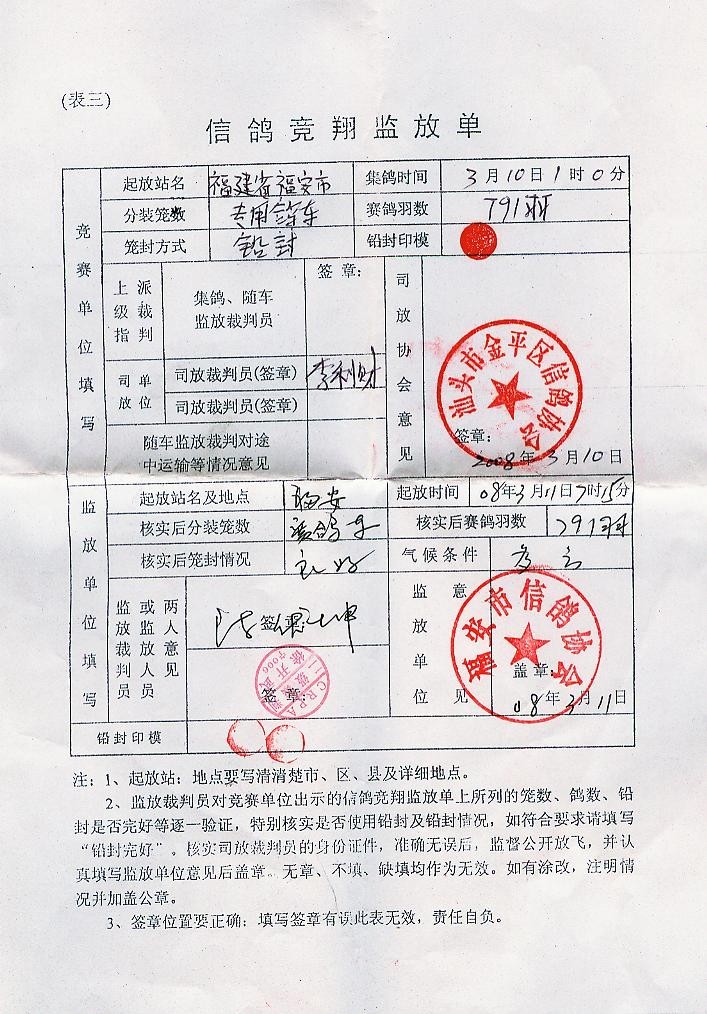 (表三)
信鸽竞翔监放单
竞赛单位填写
起放站名 福建省福安市 集鸽时间 3月10日1时0分
分装笼数 专用鸽车 赛鸽羽数 791羽
笼封方式 铅封 铅封印模
上级指派裁判
集鸽、随车监放裁判员
签章:
司放单位
司放裁判员(签章) 李利财
司放裁判员(签章)
随车监放裁判对途中运输等情况意见
司放协会意见
汕头市金平区信鸽协会
签章:
2008年3月10日
监放单位填写
起放站名及地点 福安 起放时间 08年3月11日7时15分
核实后分装笼数 核实后赛鸽羽数 791羽
核实后笼封情况 良好 气候条件
监放裁判员或监放人员两人意见
签章:
CRPA
二级裁判
徐开武
签章:
监放单位意见
福安市信鸽协会
盖章:
08年3月11日
铅封印模
注: 1、起放站: 地点要写清清楚市、区、县及详细地点。
2、监放裁判员对竞赛单位出示的信鸽竞翔监放单上所列的笼数、鸽数、铅
封是否完好等逐一验证，特别核实是否使用铅封及铅封情况，如符合要求请填写
“铅封完好”。核实司放裁判员的身份证件，准确无误后，监督公开放飞，并认
真填写监放单位意见后盖章。无章、不填、缺填均作为无效。如有涂改，注明情
况并加盖公章。
3、签章位置要正确; 填写签章有误此表无效，责任自负。